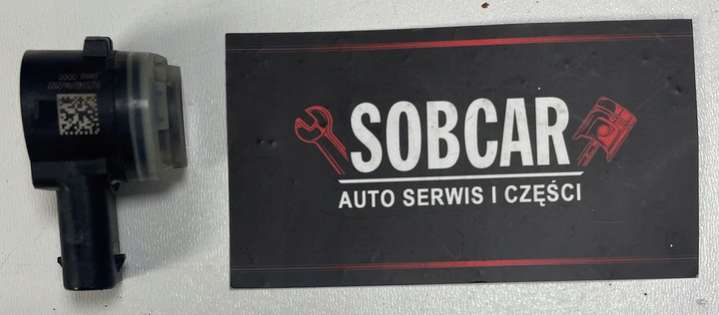 SOBCAR
AUTO SERWIS I CZĘŚCI